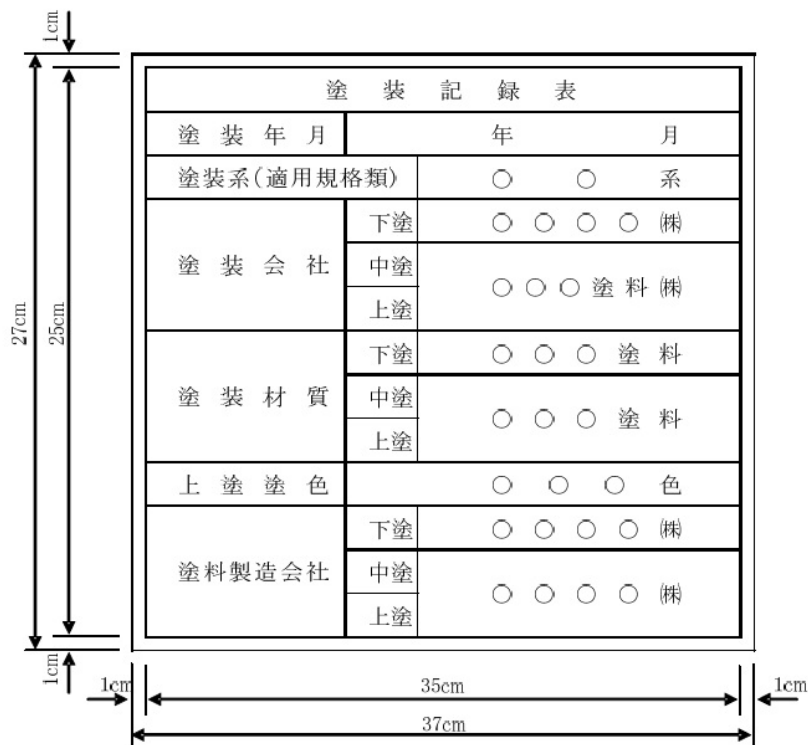 1cm
塗装記録表
塗装年月 年 月
塗装系(適用規格類) ○ ○ 系
塗装会社 下塗 ○○○○㈱
中塗 ○○○塗料㈱
上塗
塗装材質 下塗 ○○○塗料
中塗 ○○○塗料
上塗
上塗塗色 ○○○色
塗料製造会社 下塗 ○○○○㈱
中塗 ○○○○㈱
上塗
27cm
25cm
1cm
1cm
35cm
1cm
37cm